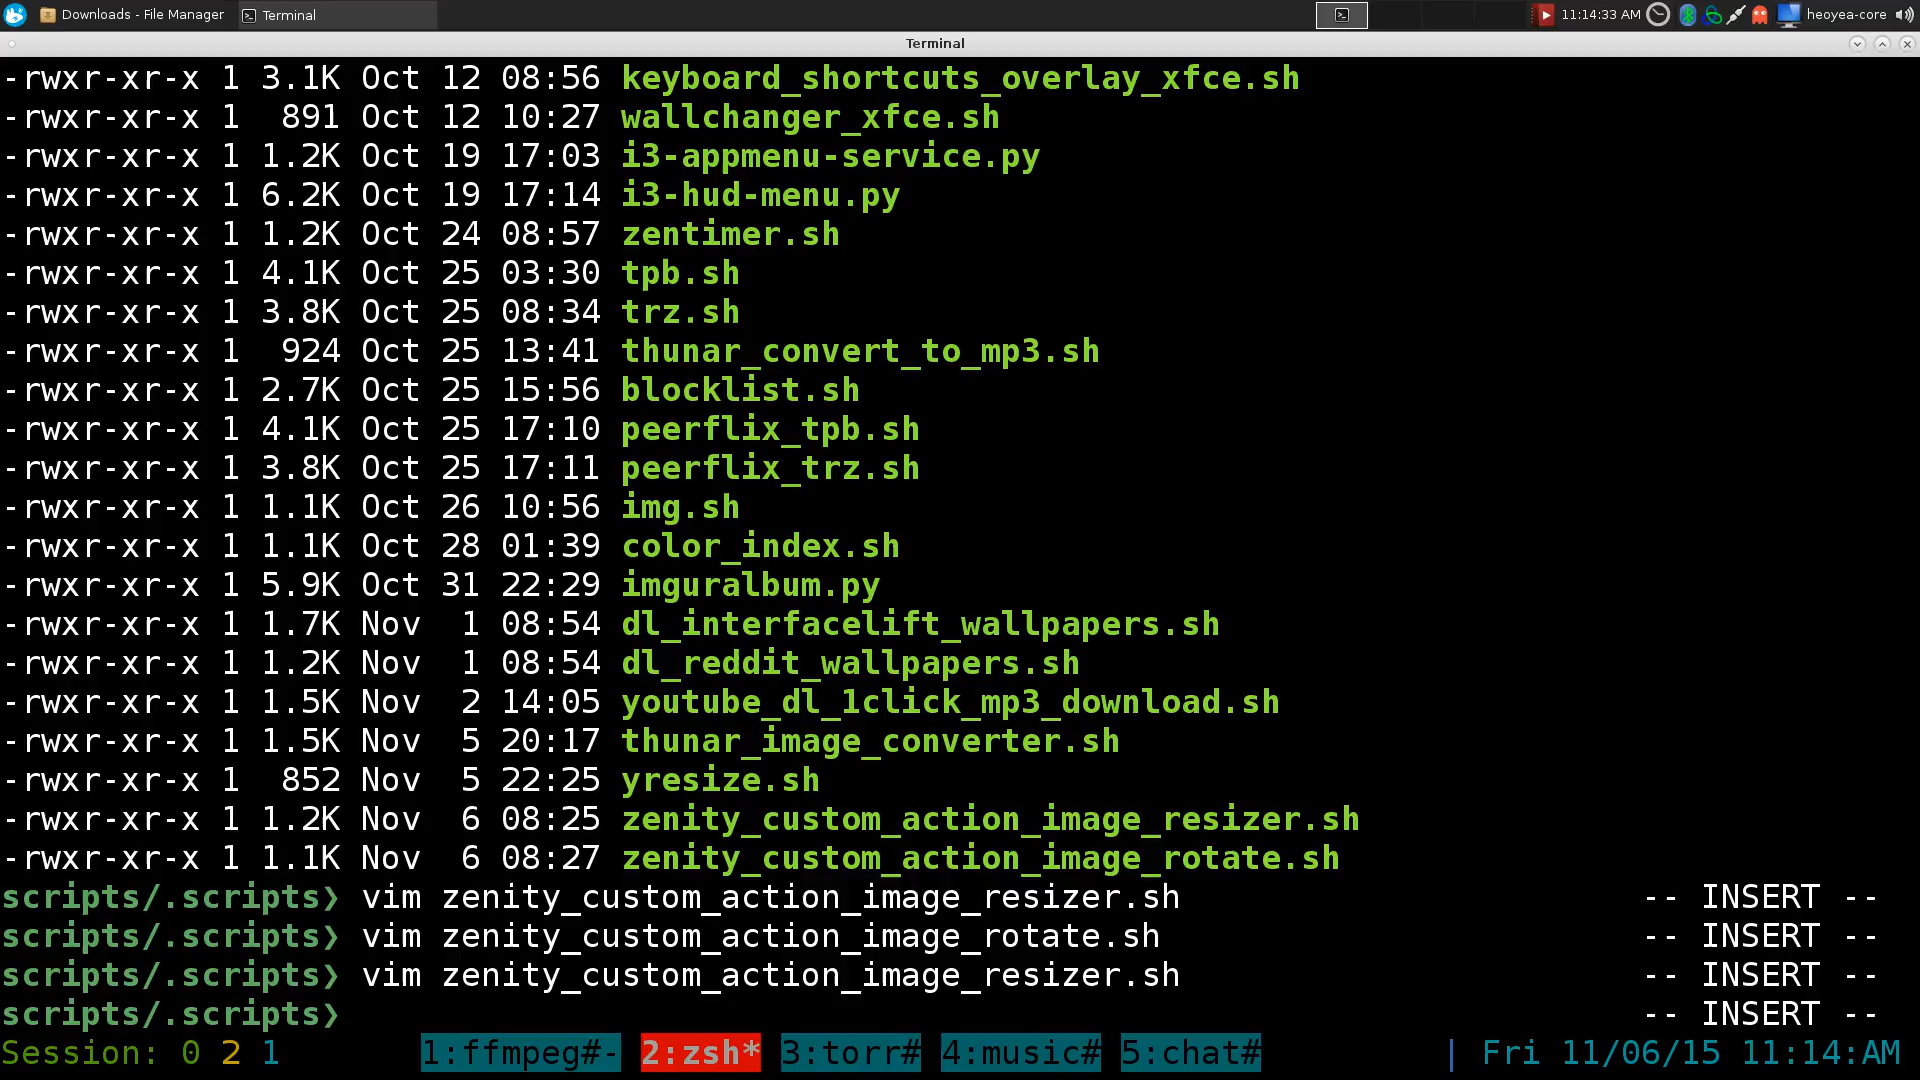 Downloads - File Manager Terminal 11:14:33 AM heoyea-core
Terminal
-rwxr-xr-x 1 3.1K Oct 12 08:56 keyboard_shortcuts_overlay_xfce.sh
-rwxr-xr-x 1  891 Oct 12 10:27 wallchanger_xfce.sh
-rwxr-xr-x 1 1.2K Oct 19 17:03 i3-appmenu-service.py
-rwxr-xr-x 1 6.2K Oct 19 17:14 i3-hud-menu.py
-rwxr-xr-x 1 1.2K Oct 24 08:57 zentimer.sh
-rwxr-xr-x 1 4.1K Oct 25 03:30 tpb.sh
-rwxr-xr-x 1 3.8K Oct 25 08:34 trz.sh
-rwxr-xr-x 1  924 Oct 25 13:41 thunar_convert_to_mp3.sh
-rwxr-xr-x 1 2.7K Oct 25 15:56 blocklist.sh
-rwxr-xr-x 1 4.1K Oct 25 17:10 peerflix_tpb.sh
-rwxr-xr-x 1 3.8K Oct 25 17:11 peerflix_trz.sh
-rwxr-xr-x 1 1.1K Oct 26 10:56 img.sh
-rwxr-xr-x 1 1.1K Oct 28 01:39 color_index.sh
-rwxr-xr-x 1 5.9K Oct 31 22:29 imguralbum.py
-rwxr-xr-x 1 1.7K Nov  1 08:54 dl_interfacelift_wallpapers.sh
-rwxr-xr-x 1 1.2K Nov  1 08:54 dl_reddit_wallpapers.sh
-rwxr-xr-x 1 1.5K Nov  2 14:05 youtube_dl_1click_mp3_download.sh
-rwxr-xr-x 1 1.5K Nov  5 20:17 thunar_image_converter.sh
-rwxr-xr-x 1  852 Nov  5 22:25 yresize.sh
-rwxr-xr-x 1 1.2K Nov  6 08:25 zenity_custom_action_image_resizer.sh
-rwxr-xr-x 1 1.1K Nov  6 08:27 zenity_custom_action_image_rotate.sh
scripts/.scripts❯ vim zenity_custom_action_image_resizer.sh -- INSERT --
scripts/.scripts❯ vim zenity_custom_action_image_rotate.sh -- INSERT --
scripts/.scripts❯ vim zenity_custom_action_image_resizer.sh -- INSERT --
scripts/.scripts❯ -- INSERT --
Session: 0 2 1 1:ffmpeg#- 2:zsh* 3:torr# 4:music# 5:chat# | Fri 11/06/15 11:14:AM